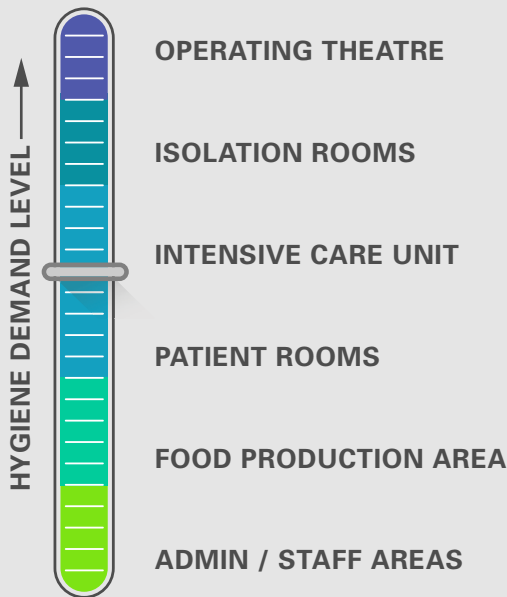 HYGIENE DEMAND LEVEL
OPERATING THEATRE
ISOLATION ROOMS
INTENSIVE CARE UNIT
PATIENT ROOMS
FOOD PRODUCTION AREA
ADMIN / STAFF AREAS